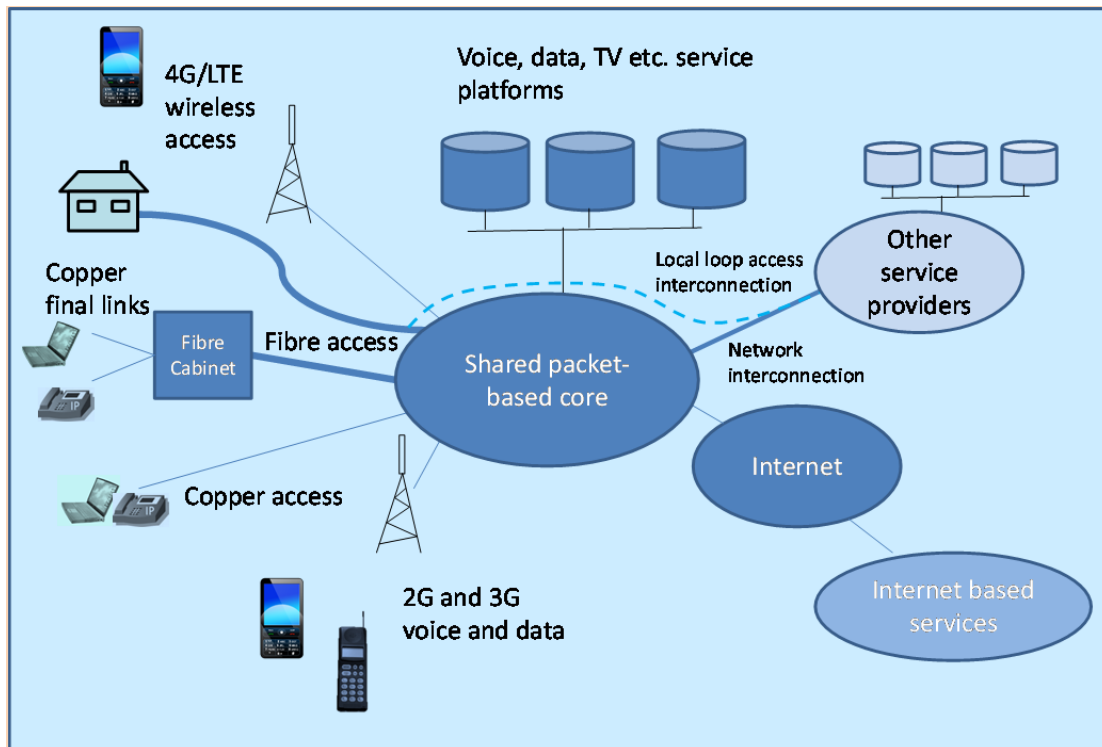 4G/LTE
wireless
access
Voice, data, TV etc. service
platforms
Other
service
providers
Local loop access
interconnection
Copper
final links
Fibre
Cabinet
Fibre access
Shared packet-
based core
Network
interconnection
IP
Internet
Copper access
IP
2G and 3G
voice and data
Internet based
services